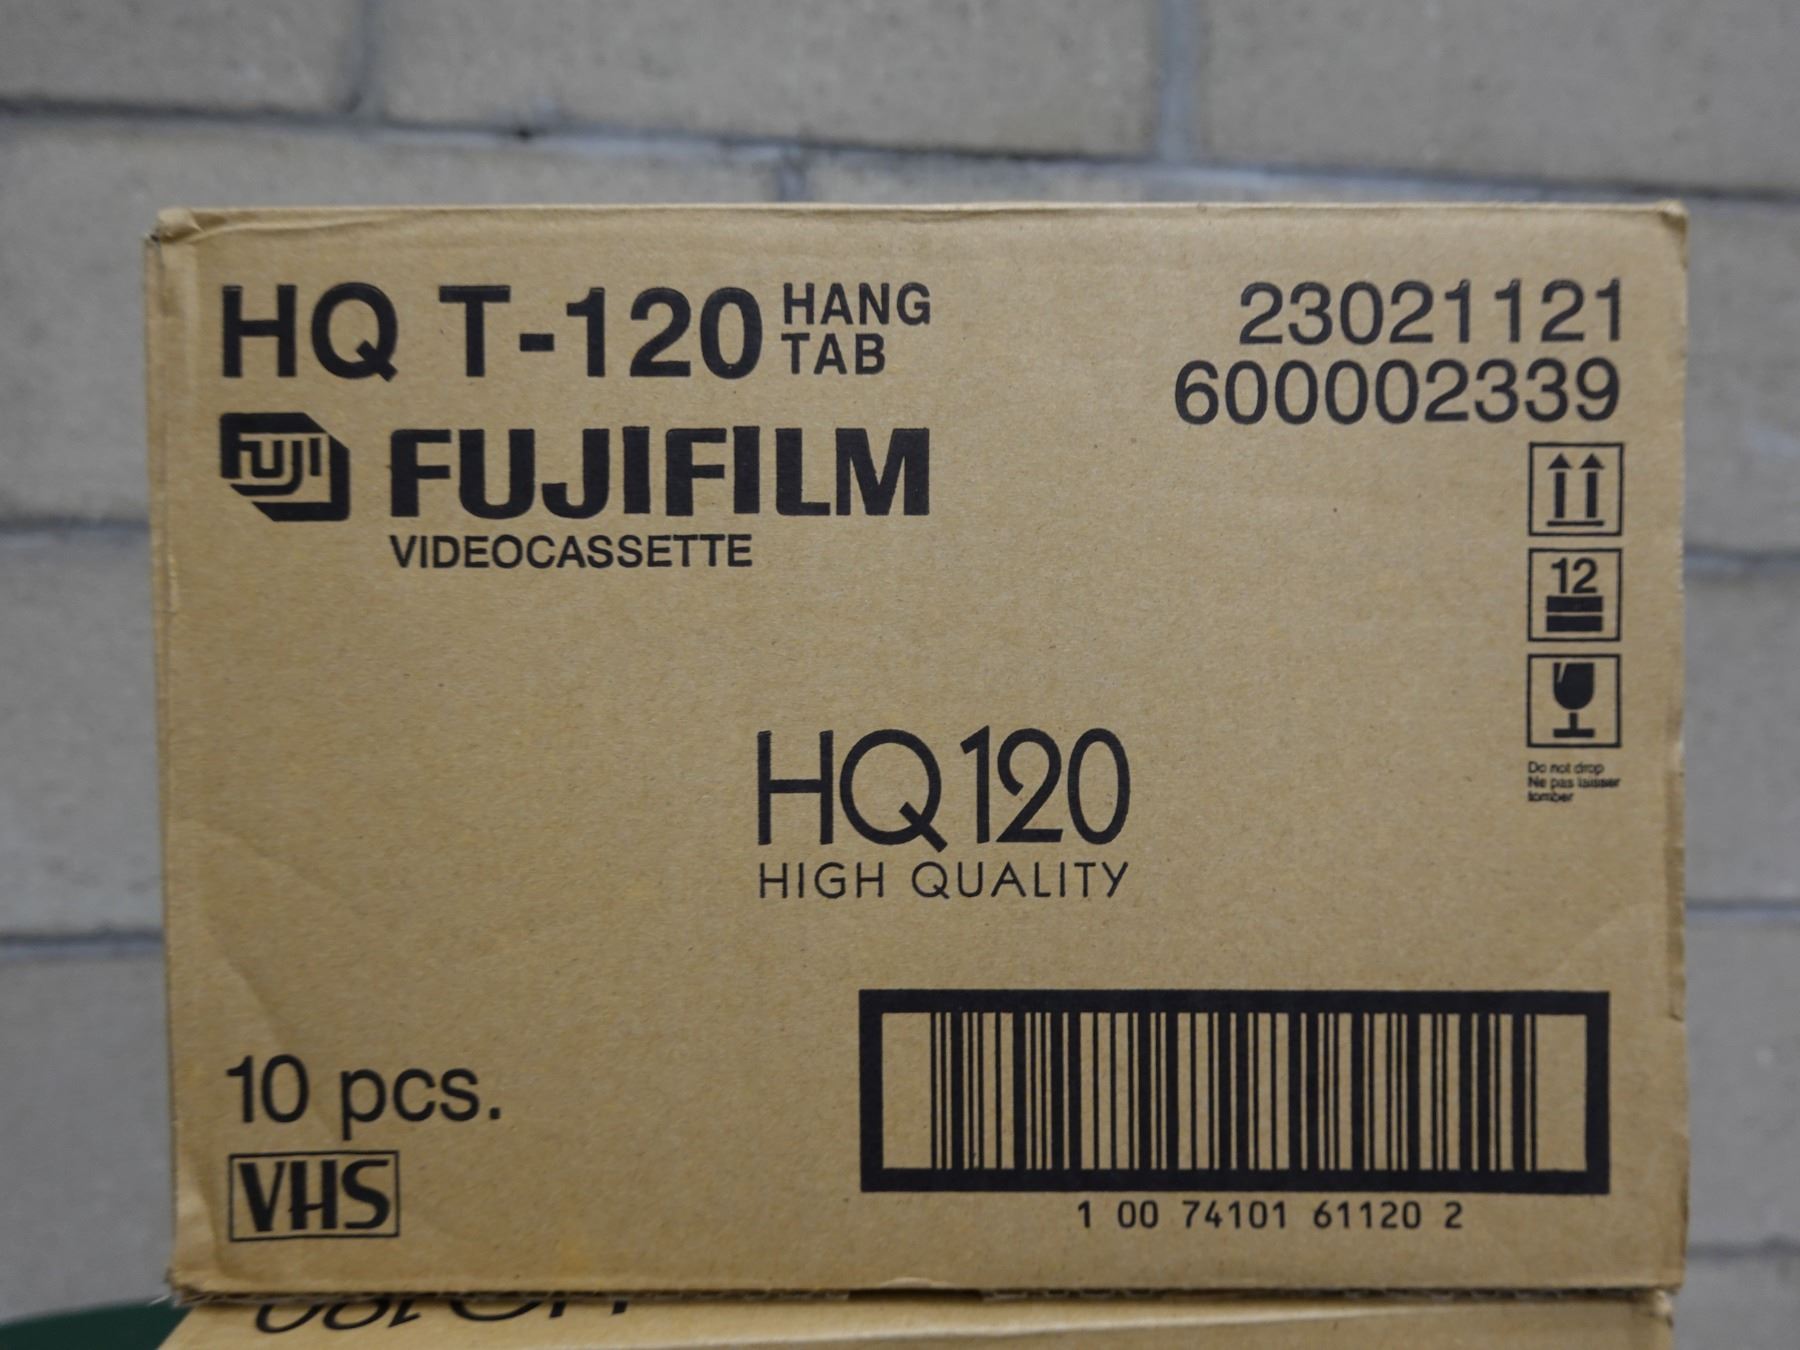 HQ T-120 HANG TAB
23021121
600002339
FUJI
FUJIFILM
VIDEOCASSETTE
12
Do not drop
Ne pas laisser
tomber
HQ 120
HIGH QUALITY
10 pcs.
VHS
1 00 74101 61120 2